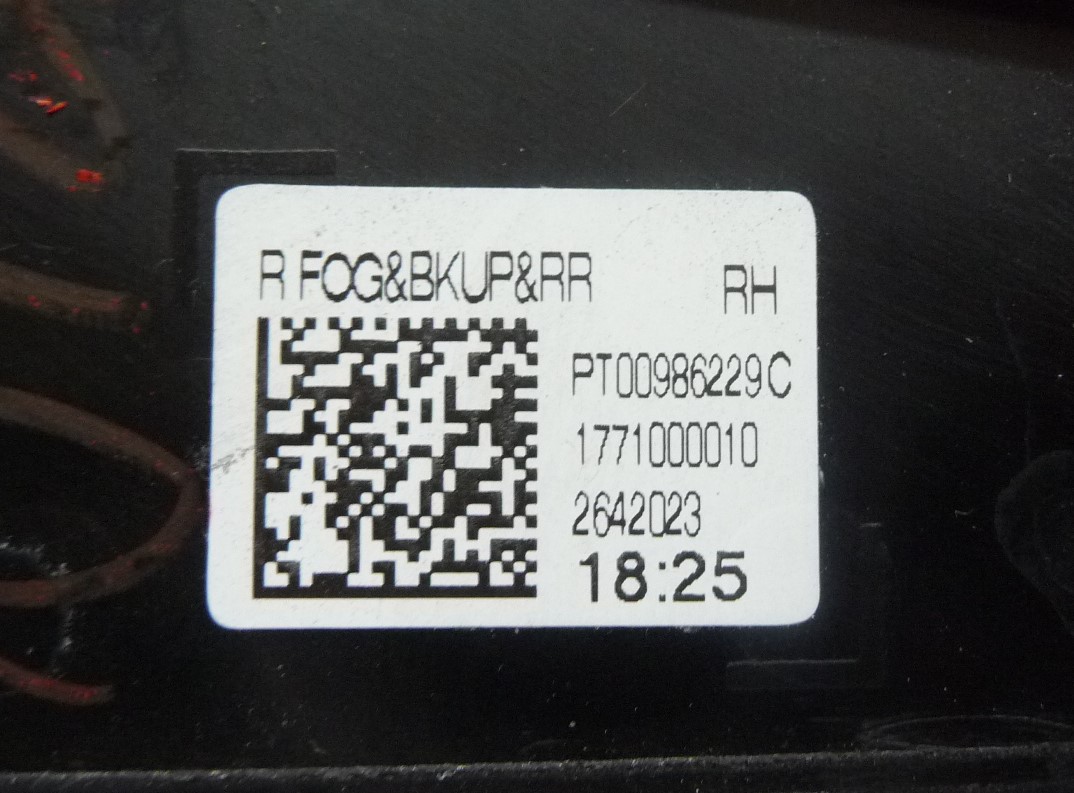 R FOG&BKUP&RR RH
PT00986229C
1771000010
2642023
18:25